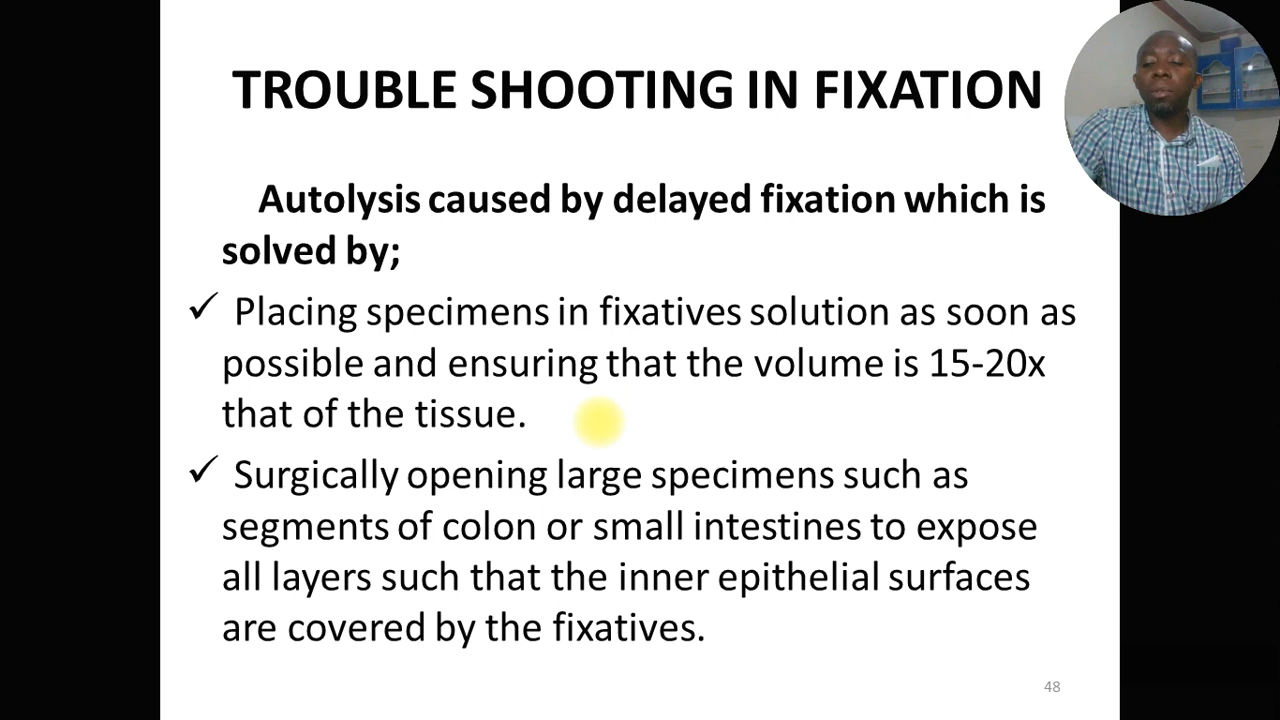 TROUBLE SHOOTING IN FIXATION
Autolysis caused by delayed fixation which is
solved by;
✓ Placing specimens in fixatives solution as soon as
possible and ensuring that the volume is 15-20x
that of the tissue.
✓ Surgically opening large specimens such as
segments of colon or small intestines to expose
all layers such that the inner epithelial surfaces
are covered by the fixatives.
48